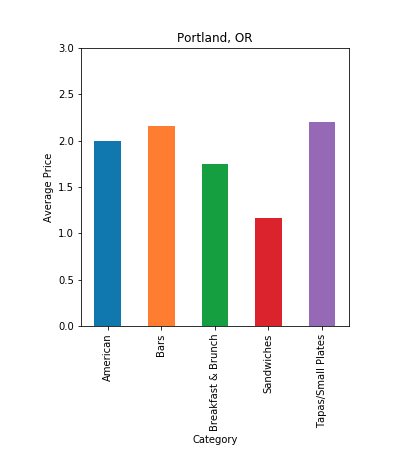 Portland, OR
3.0
2.5
2.0
1.5
1.0
0.5
0.0
Average Price
American
Bars
Breakfast & Brunch
Sandwiches
Tapas/Small Plates
Category